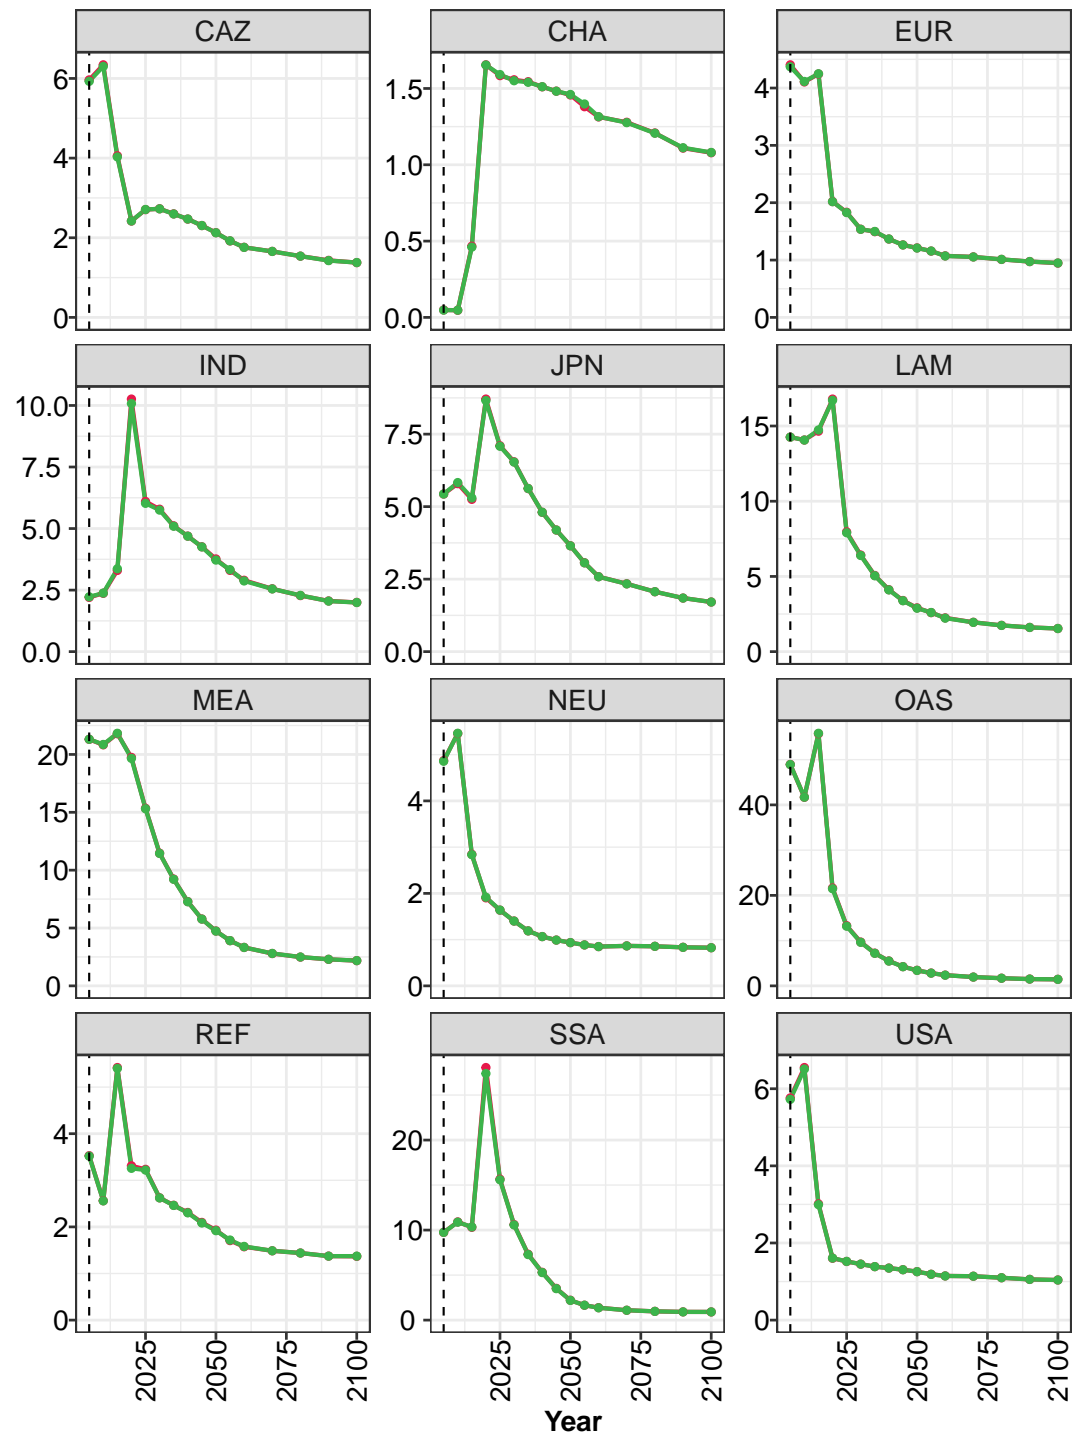 CAZ CHA EUR
6 1.5 4
4 1.0 3
2 0.5 2
0 0.0 1
0
IND JPN LAM
10.0 7.5 15
7.5 5.0 10
5.0 2.5 5
2.5 0.0 0
0.0
MEA NEU OAS
20 4 40
15 2 20
10 0 0
5
0
REF SSA USA
4 20 6
2 10 4
0 0 2
0
2025 2050 2075 2100 2025 2050 2075 2100 2025 2050 2075 2100
Year